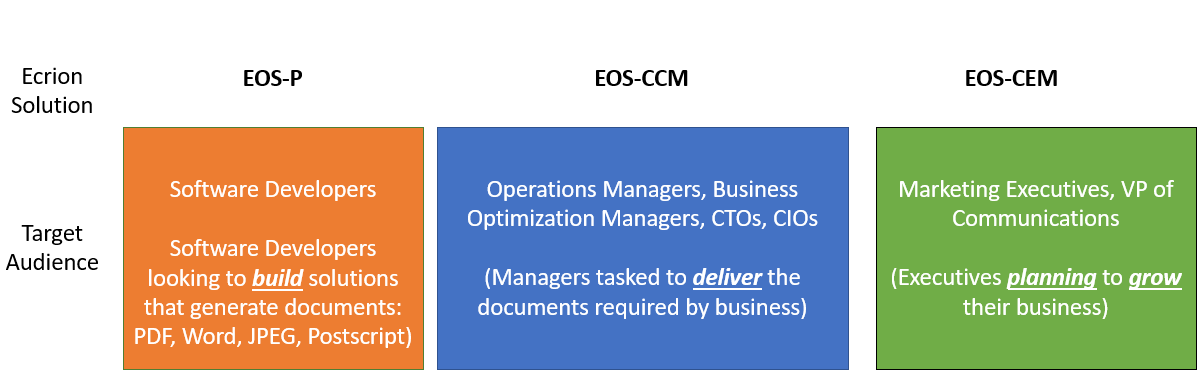 Ecrion
Solution
EOS-P
EOS-CCM
EOS-CEM
Target
Audience
Software Developers
Software Developers
looking to build solutions
that generate documents:
PDF, Word, JPEG, Postscript)
Operations Managers, Business
Optimization Managers, CTOs, CIOs
(Managers tasked to deliver the
documents required by business)
Marketing Executives, VP of
Communications
(Executives planning to grow
their business)